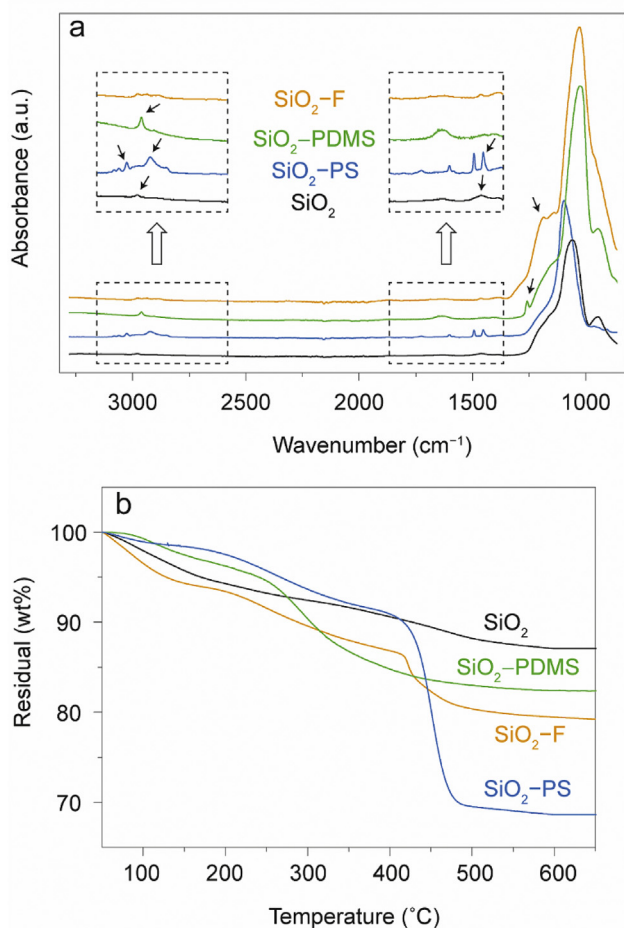 a
Absorbance (a.u.)
SiO₂−F
SiO₂−PDMS
SiO₂−PS
SiO₂
3000 2500 2000 1500 1000
Wavenumber (cm⁻¹)
b
Residual (wt%)
100
90
80
70
SiO₂
SiO₂−PDMS
SiO₂−F
SiO₂−PS
100 200 300 400 500 600
Temperature (˚C)